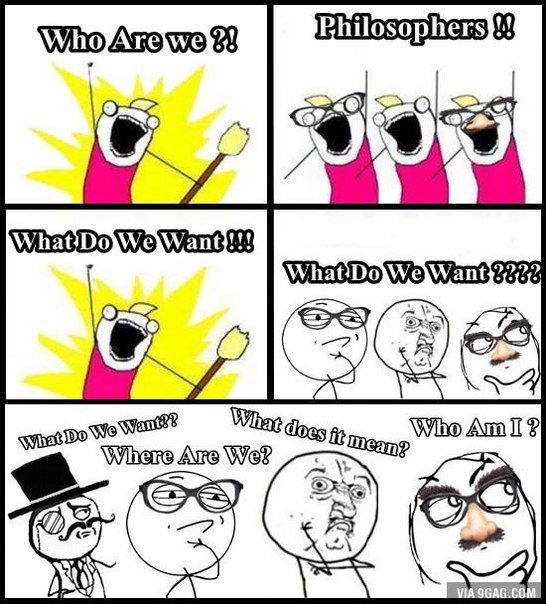 Who Are we ?!
Philosophers !!
What Do We Want !!!
What Do We Want ????
What Do We Want??
Where Are We?
What does it mean?
Who Am I ?
VIA 9GAG.COM